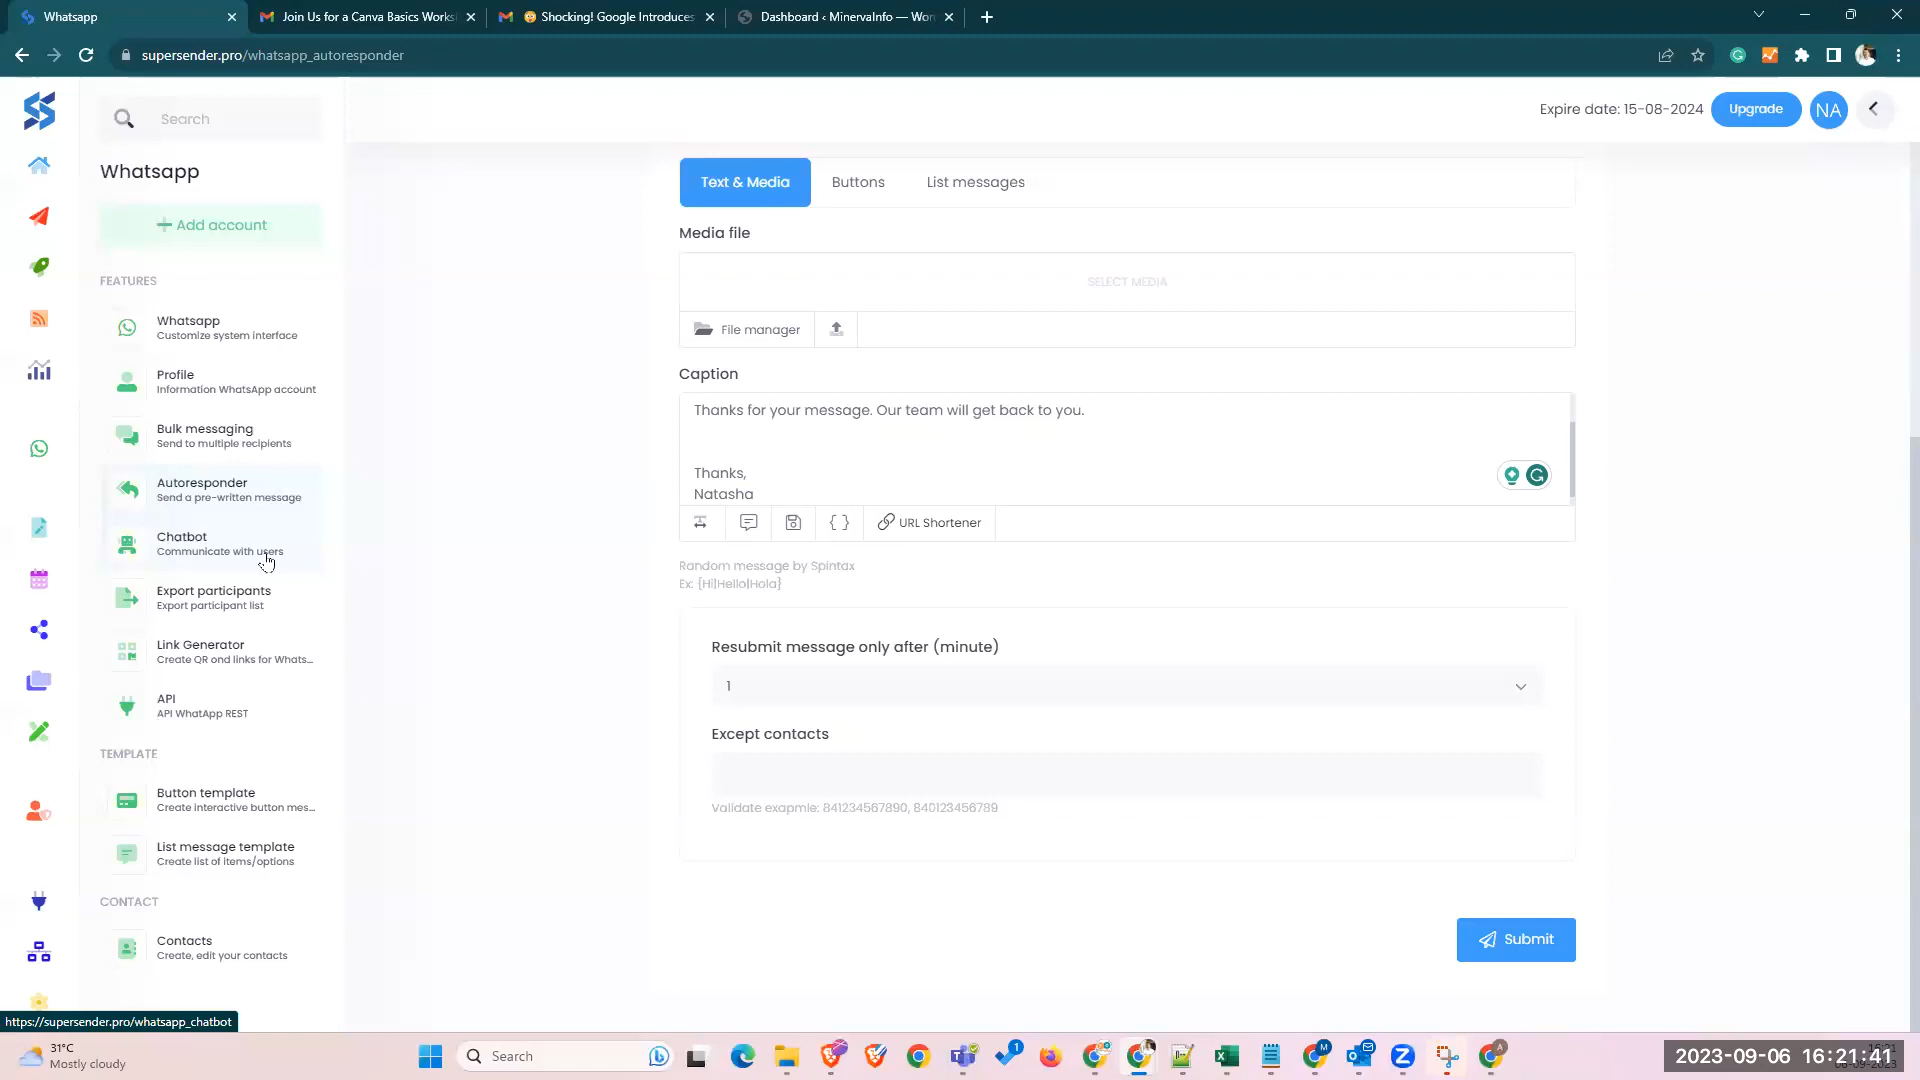 Whatsapp
Join Us for a Canva Basics Works
Shocking! Google Introduces
Dashboard ‹ MinervaInfo — Wor
supersender.pro/whatsapp_autoresponder
Search
Expire date: 15-08-2024
Upgrade
NA
Whatsapp
Add account
FEATURES
Whatsapp
Customize system interface
Profile
Information WhatsApp account
Bulk messaging
Send to multiple recipients
Autoresponder
Send a pre-written message
Chatbot
Communicate with users
Export participants
Export participant list
Link Generator
Create QR ond links for Whats...
API
API WhatApp REST
TEMPLATE
Button template
Create interactive button mes...
List message template
Create list of items/options
CONTACT
Contacts
Create, edit your contacts
Text & Media
Buttons
List messages
Media file
SELECT MEDIA
File manager
Caption
Thanks for your message. Our team will get back to you.
Thanks,
Natasha
URL Shortener
Random message by Spintax
Ex: {Hi|Hello|Hola}
Resubmit message only after (minute)
1
Except contacts
Validate exapmle: 841234567890, 840123456789
Submit
https://supersender.pro/whatsapp_chatbot
31°C
Mostly cloudy
Search
2023-09-06 16:21:41